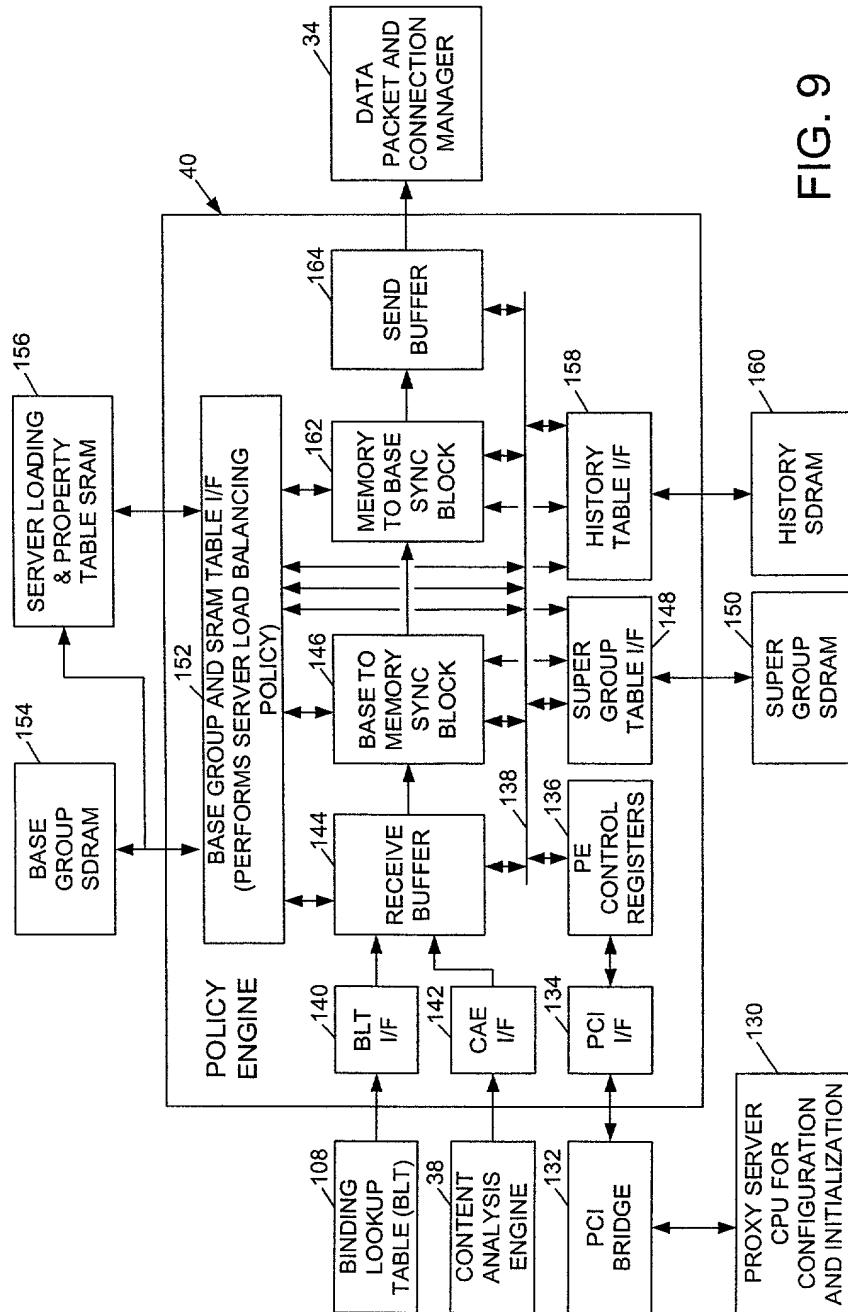 154
BASE
GROUP
SDRAM
156
SERVER LOADING
& PROPERTY
TABLE SRAM
40
POLICY
ENGINE
152
BASE GROUP AND SRAM TABLE I/F
(PERFORMS SERVER LOAD BALANCING
POLICY)
108
BINDING
LOOKUP
TABLE (BLT)
140
BLT
I/F
144
RECEIVE
BUFFER
146
BASE TO
MEMORY
SYNC
BLOCK
162
MEMORY
TO BASE
SYNC
BLOCK
164
SEND
BUFFER
34
DATA
PACKET AND
CONNECTION
MANAGER
38
CONTENT
ANALYSIS
ENGINE
142
CAE
I/F
138
132
PCI
BRIDGE
134
PCI
I/F
136
PE
CONTROL
REGISTERS
SUPER
GROUP
TABLE I/F
148
158
HISTORY
TABLE I/F
130
PROXY SERVER
CPU FOR
CONFIGURATION
AND INITIALIZATION
150
SUPER
GROUP
SDRAM
160
HISTORY
SDRAM
FIG. 9